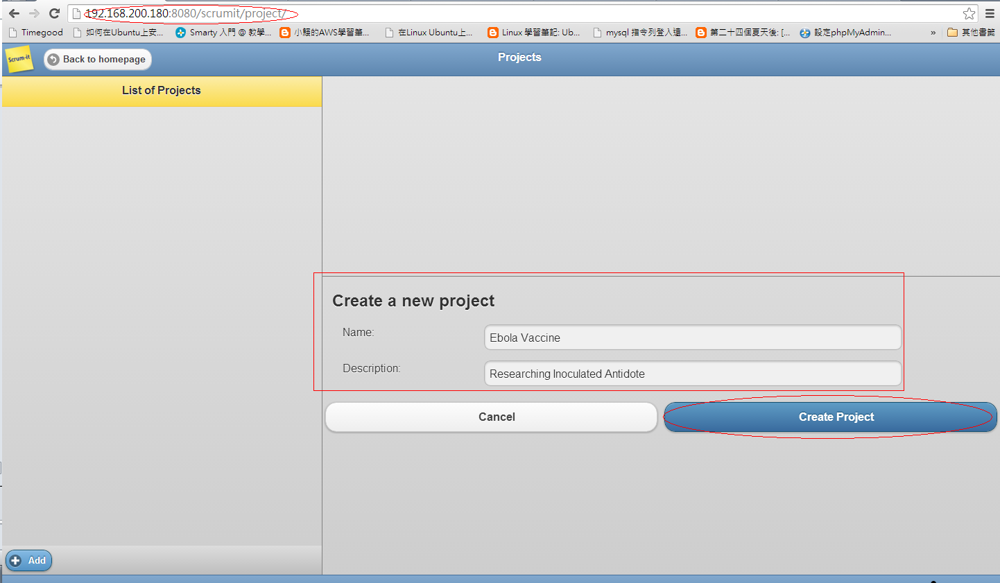 192.168.200.180:8080/scrumit/project/
Timegood 如何在Ubuntu上安... Smarty 入門 @ 教學... 小鰻的AWS學習筆... 在Linux Ubuntu上... Linux 學習筆記: Ub... mysql 指令列登入遠... 第二十四個夏天後: [... 設定phpMyAdmin... » 其他書籤
Scrum-it Back to homepage Projects
List of Projects
Create a new project
Name: Ebola Vaccine
Description: Researching Inoculated Antidote
Cancel Create Project
Add